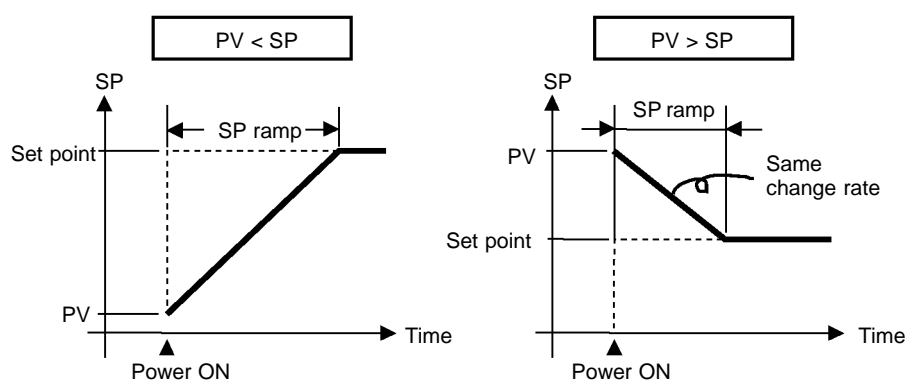 PV < SP
SP
SP ramp
Set point
PV
Time
Power ON
PV > SP
SP
SP ramp
PV
Same
change rate
Set point
Time
Power ON